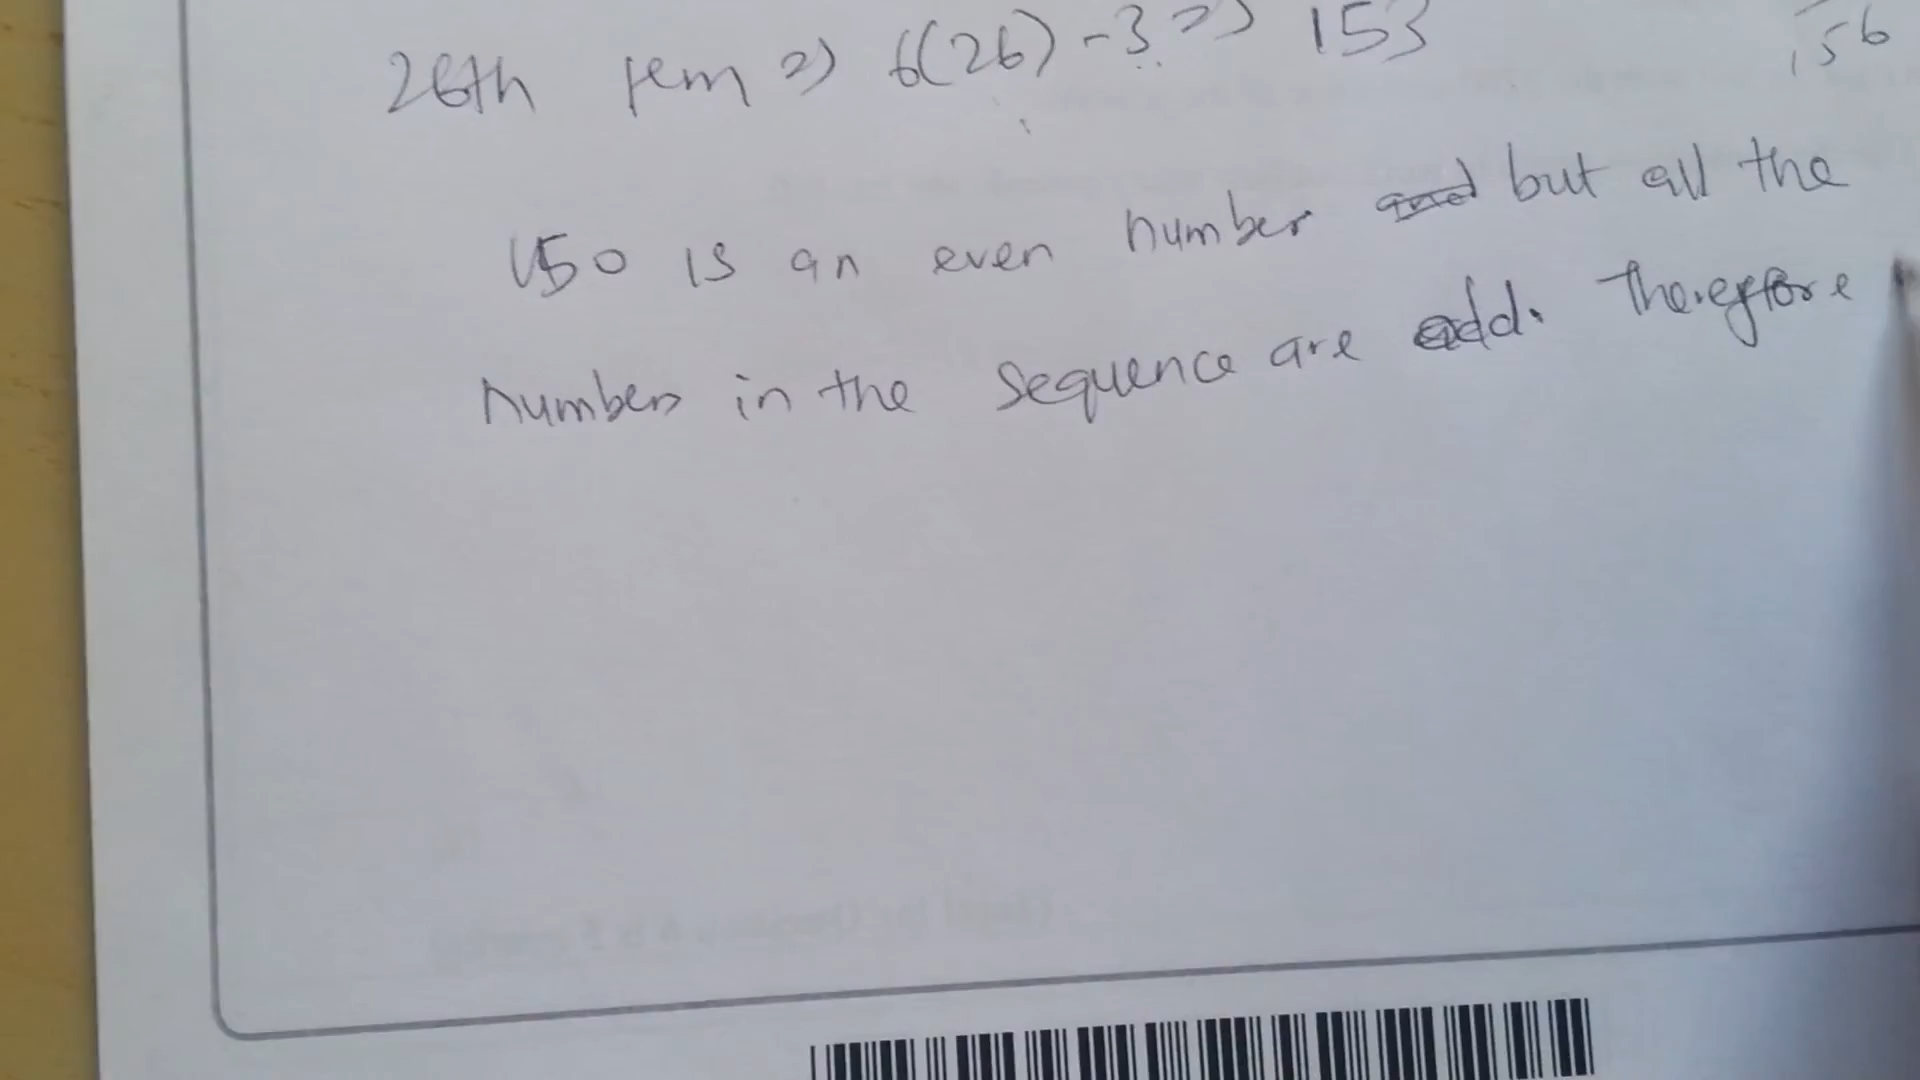 26th term => 6(26) - 3 => 153
156
150 is an even number and but all the
numbers in the sequence are odd. Therefore